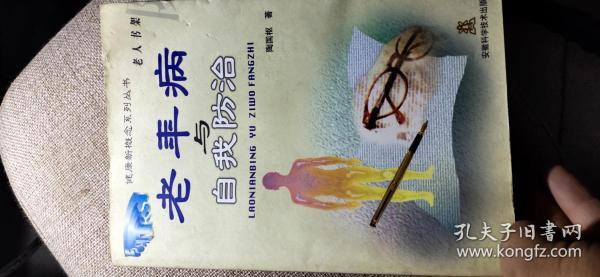 健康新概念系列丛书
老人书架
老年病
与
自我防治
LAONIANBING YU ZIWO FANGZHI
陶国枢 著
安徽科学技术出版
孔夫子旧书网
www.kongfz.com